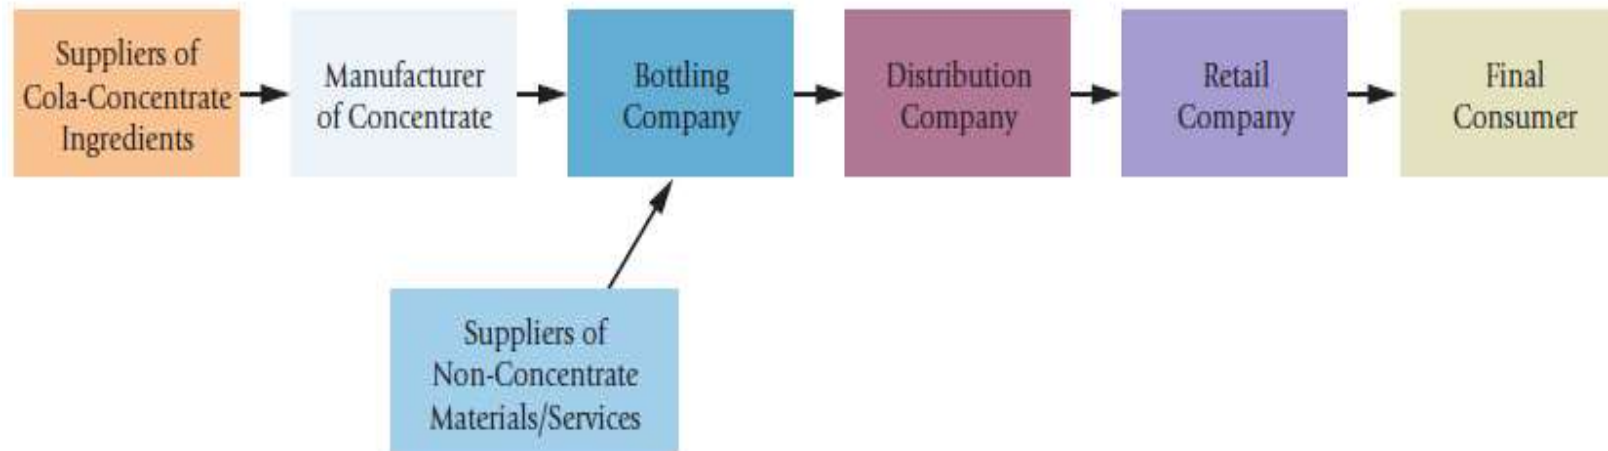 Suppliers of
Cola-Concentrate
Ingredients
Manufacturer
of Concentrate
Bottling
Company
Distribution
Company
Retail
Company
Final
Consumer
Suppliers of
Non-Concentrate
Materials/Services